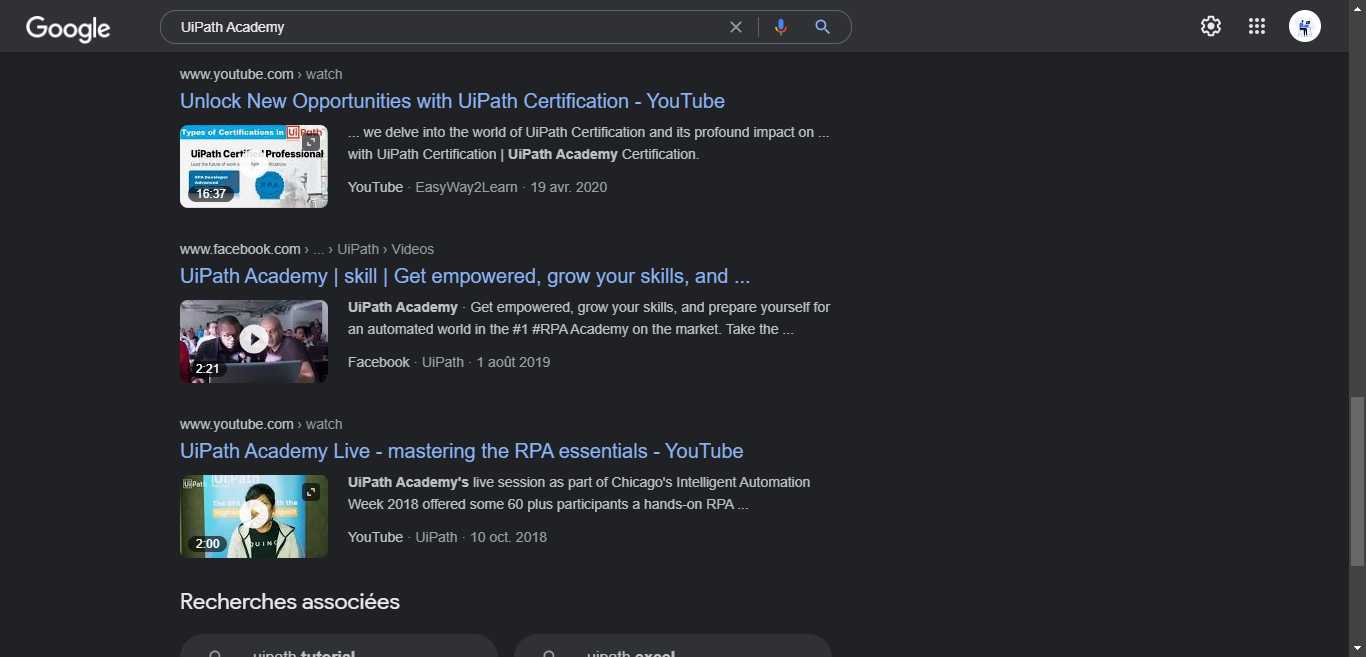 Google
UiPath Academy
www.youtube.com › watch
Unlock New Opportunities with UiPath Certification - YouTube
Types of Certifications in UiPath
UiPath Certified Professional
RPA Developer
Advanced
16:37
... we delve into the world of UiPath Certification and its profound impact on ...
with UiPath Certification | UiPath Academy Certification.
YouTube · EasyWay2Learn · 19 avr. 2020
www.facebook.com › ... › UiPath › Videos
UiPath Academy | skill | Get empowered, grow your skills, and ...
2:21
UiPath Academy · Get empowered, grow your skills, and prepare yourself for
an automated world in the #1 #RPA Academy on the market. Take the ...
Facebook · UiPath · 1 août 2019
www.youtube.com › watch
UiPath Academy Live - mastering the RPA essentials - YouTube
UiPath
UiPath
2:00
UiPath Academy's live session as part of Chicago's Intelligent Automation
Week 2018 offered some 60 plus participants a hands-on RPA ...
YouTube · UiPath · 10 oct. 2018
Recherches associées
uipath tutorial
uipath excel